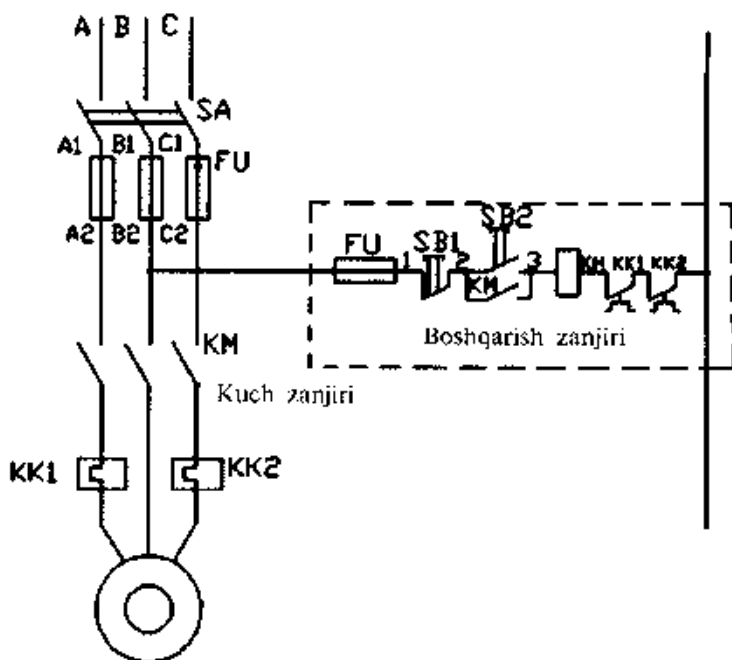 A B C
SA
A1 B1 C1 FU
A2 B2 C2
SB2
FU 1 SB1 2 3 KM KK1 KK2
KM
Boshqarish zanjiri
KM
Kuch zanjiri
KK1 KK2